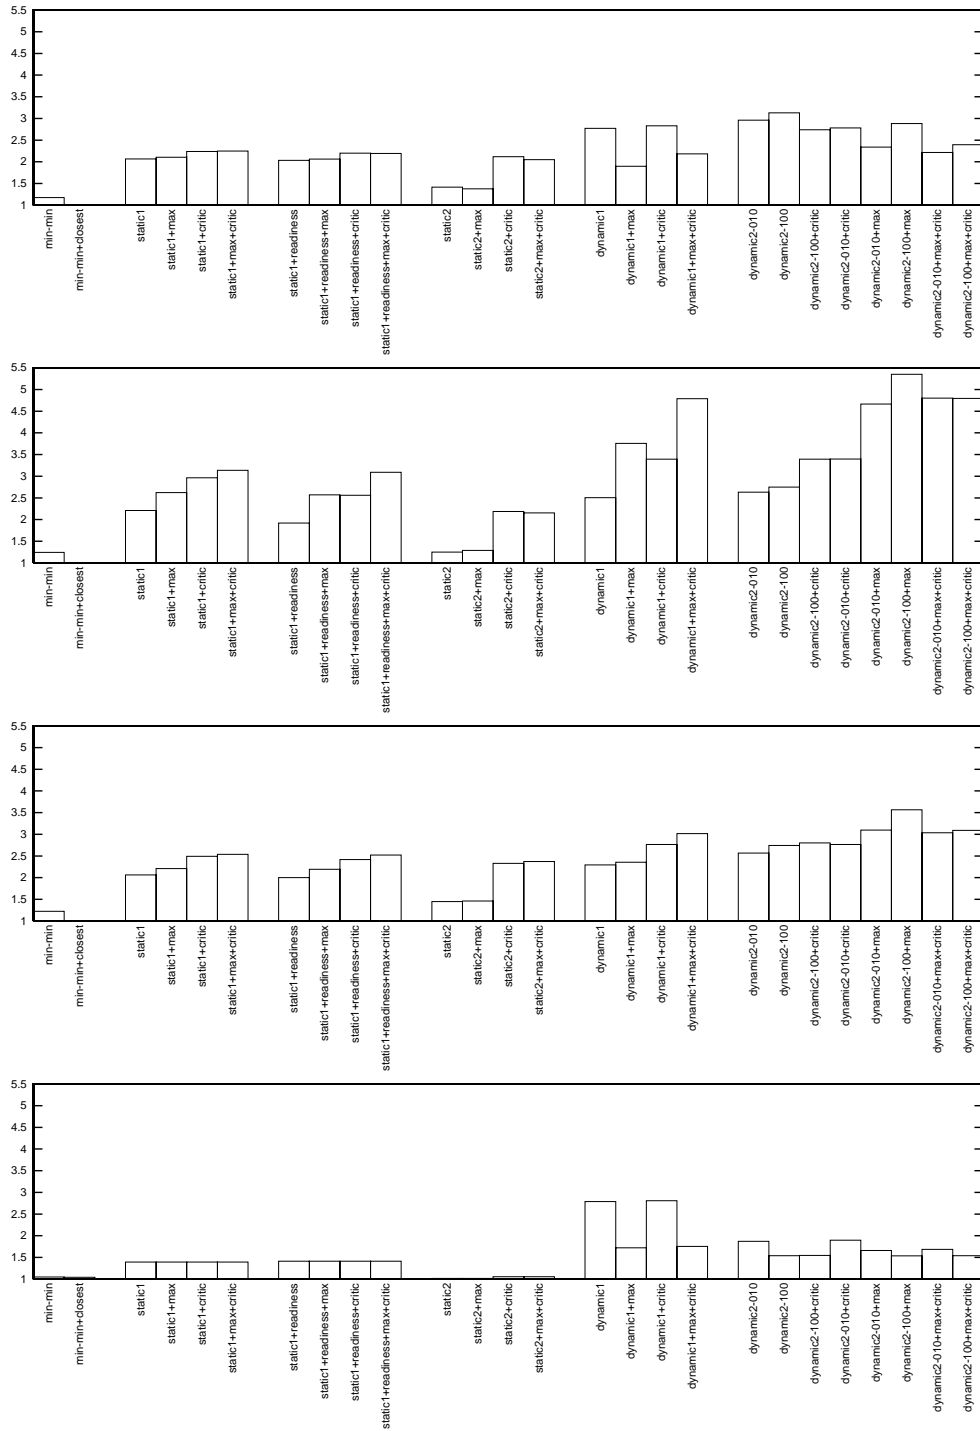 5.5
5
4.5
4
3.5
3
2.5
2
1.5
1
min-min
min-min+closest
static1
static1+max
static1+critic
static1+max+critic
static1+readiness
static1+readiness+max
static1+readiness+critic
static1+readiness+max+critic
static2
static2+max
static2+critic
static2+max+critic
dynamic1
dynamic1+max
dynamic1+critic
dynamic1+max+critic
dynamic2-010
dynamic2-100
dynamic2-100+critic
dynamic2-010+critic
dynamic2-010+max
dynamic2-100+max
dynamic2-010+max+critic
dynamic2-100+max+critic
5.5
5
4.5
4
3.5
3
2.5
2
1.5
1
min-min
min-min+closest
static1
static1+max
static1+critic
static1+max+critic
static1+readiness
static1+readiness+max
static1+readiness+critic
static1+readiness+max+critic
static2
static2+max
static2+critic
static2+max+critic
dynamic1
dynamic1+max
dynamic1+critic
dynamic1+max+critic
dynamic2-010
dynamic2-100
dynamic2-100+critic
dynamic2-010+critic
dynamic2-010+max
dynamic2-100+max
dynamic2-010+max+critic
dynamic2-100+max+critic
5.5
5
4.5
4
3.5
3
2.5
2
1.5
1
min-min
min-min+closest
static1
static1+max
static1+critic
static1+max+critic
static1+readiness
static1+readiness+max
static1+readiness+critic
static1+readiness+max+critic
static2
static2+max
static2+critic
static2+max+critic
dynamic1
dynamic1+max
dynamic1+critic
dynamic1+max+critic
dynamic2-010
dynamic2-100
dynamic2-100+critic
dynamic2-010+critic
dynamic2-010+max
dynamic2-100+max
dynamic2-010+max+critic
dynamic2-100+max+critic
5.5
5
4.5
4
3.5
3
2.5
2
1.5
1
min-min
min-min+closest
static1
static1+max
static1+critic
static1+max+critic
static1+readiness
static1+readiness+max
static1+readiness+critic
static1+readiness+max+critic
static2
static2+max
static2+critic
static2+max+critic
dynamic1
dynamic1+max
dynamic1+critic
dynamic1+max+critic
dynamic2-010
dynamic2-100
dynamic2-100+critic
dynamic2-010+critic
dynamic2-010+max
dynamic2-100+max
dynamic2-010+max+critic
dynamic2-100+max+critic